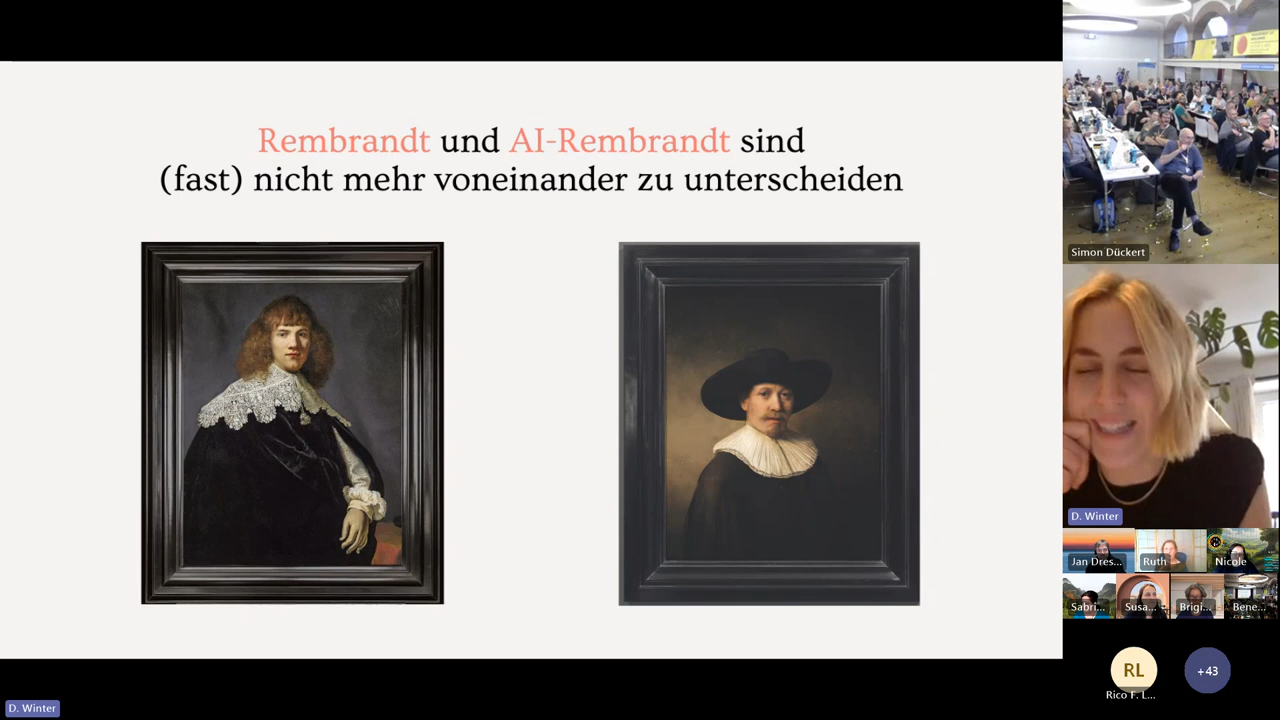 Rembrandt und AI-Rembrandt sind
(fast) nicht mehr voneinander zu unterscheiden
Simon Dückert
D. Winter
Jan Dres...
Ruth
Nicole
Sabri...
Susa...
Brigi...
Bene...
RL
+43
Rico F. L...
D. Winter